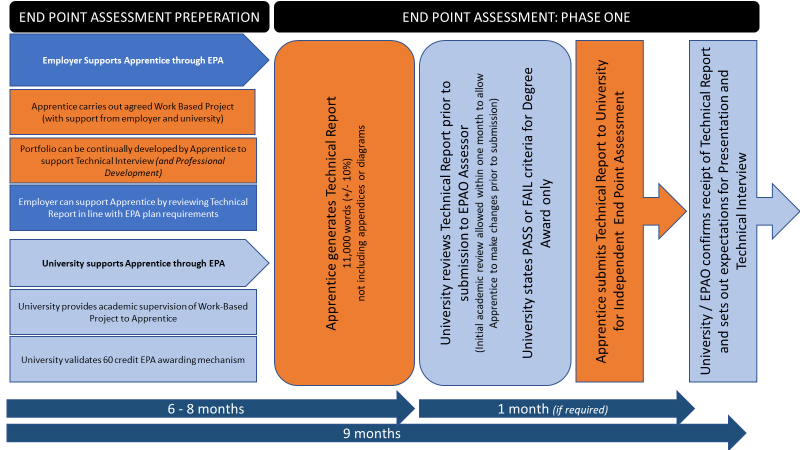 END POINT ASSESSMENT PREPARATION
END POINT ASSESSMENT: PHASE ONE
Employer Supports Apprentice through EPA
Apprentice carries out agreed Work Based Project
(with support from employer and university)
Portfolio can be continually developed by Apprentice to
support Technical Interview (and Professional
Development)
Employer can support Apprentice by reviewing Technical
Report in line with EPA plan requirements
University supports Apprentice through EPA
University provides academic supervision of Work-Based
Project to Apprentice
University validates 60 credit EPA awarding mechanism
Apprentice generates Technical Report
11,000 words (+/- 10%)
not including appendices or diagrams
University reviews Technical Report prior to
submission to EPAO Assessor
(Initial academic review allowed within one month to allow
Apprentice to make changes prior to submission)
University states PASS or FAIL criteria for Degree
Award only
Apprentice submits Technical Report to University
for Independent End Point Assessment
University / EPAO confirms receipt of Technical Report
and sets out expectations for Presentation and
Technical Interview
6 - 8 months
1 month (if required)
9 months